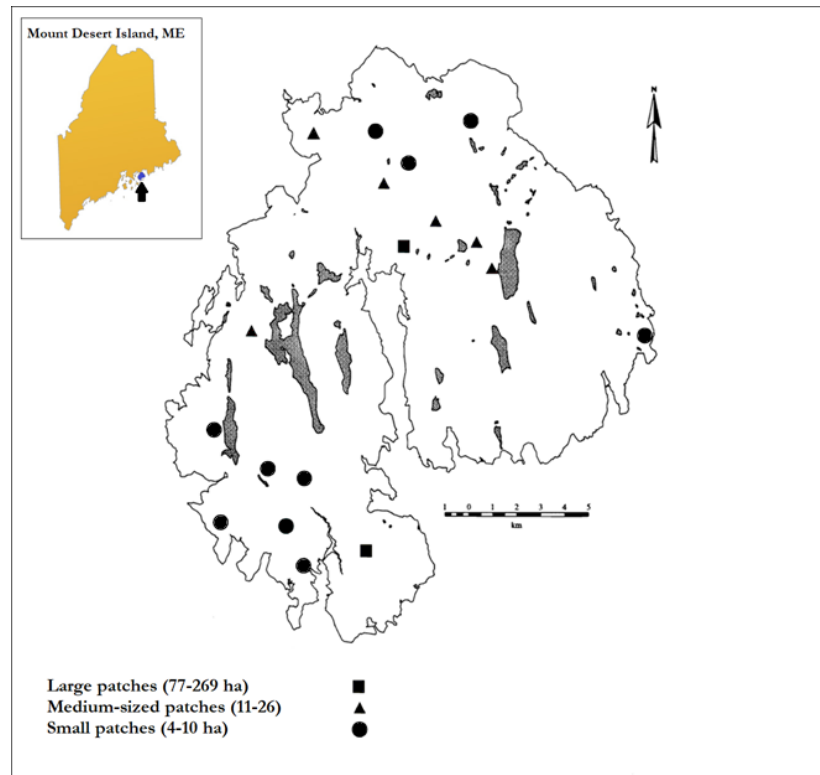 Mount Desert Island, ME
N
1 0 1 2 3 4 5
km
Large patches (77-269 ha)
Medium-sized patches (11-26)
Small patches (4-10 ha)